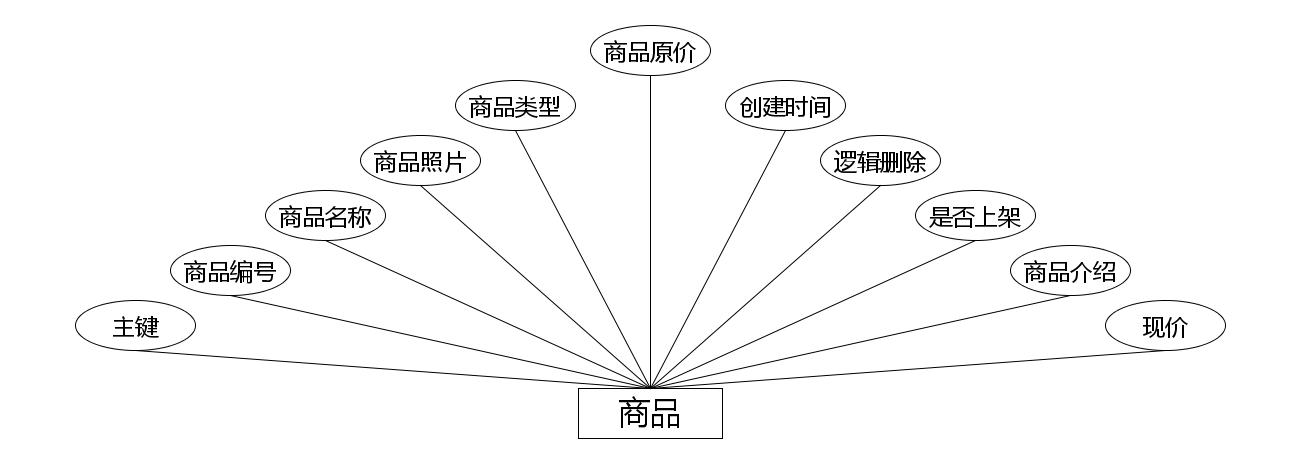 商品原价
商品类型
创建时间
商品照片
逻辑删除
商品名称
是否上架
商品编号
商品介绍
主键
现价
商品